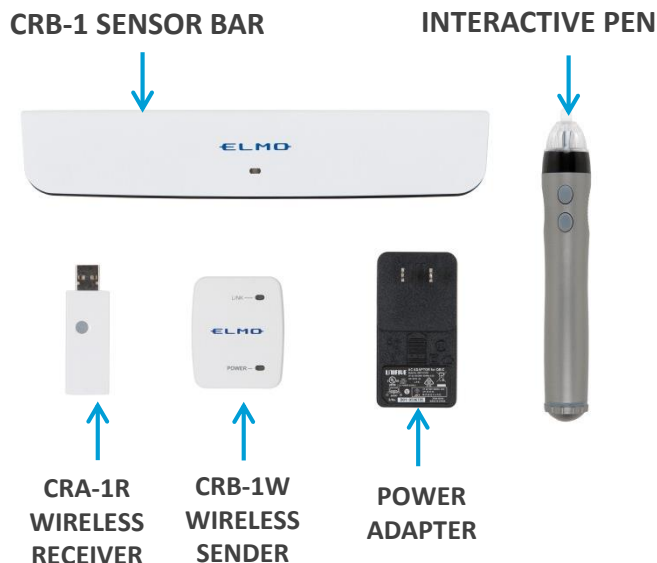 CRB-1 SENSOR BAR
INTERACTIVE PEN
ELMO
LINK
ELMO
POWER
CRA-1R
WIRELESS
RECEIVER
CRB-1W
WIRELESS
SENDER
POWER
ADAPTER